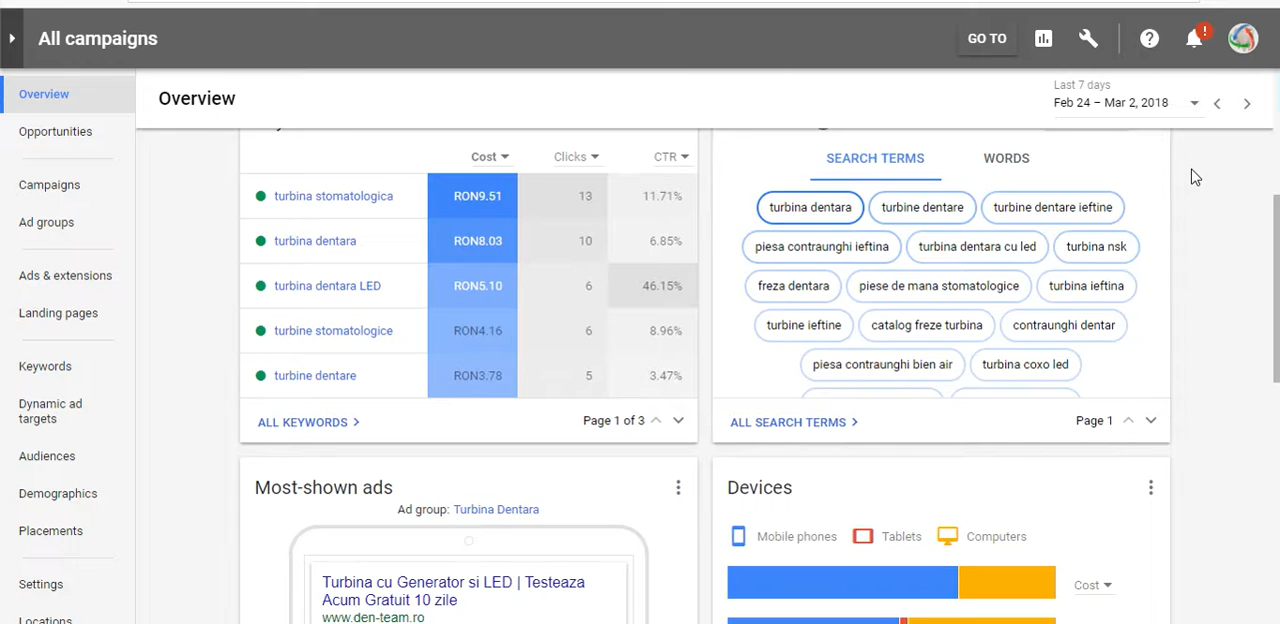 All campaigns
GO TO
!
Overview
Opportunities
Campaigns
Ad groups
Ads & extensions
Landing pages
Keywords
Dynamic ad
targets
Audiences
Demographics
Placements
Settings
Locations
Overview
Last 7 days
Feb 24 – Mar 2, 2018
Cost Clicks CTR
turbina stomatologica RON9.51 13 11.71%
turbina dentara RON8.03 10 6.85%
turbina dentara LED RON5.10 6 46.15%
turbine stomatologice RON4.16 6 8.96%
turbine dentare RON3.78 5 3.47%
ALL KEYWORDS Page 1 of 3
SEARCH TERMS WORDS
turbina dentara turbine dentare turbine dentare ieftine
piesa contraunghi ieftina turbina dentara cu led turbina nsk
freza dentara piese de mana stomatologice turbina ieftina
turbine ieftine catalog freze turbina contraunghi dentar
piesa contraunghi bien air turbina coxo led
ALL SEARCH TERMS Page 1
Most-shown ads
Ad group: Turbina Dentara
Turbina cu Generator si LED | Testeaza
Acum Gratuit 10 zile
www.den-team.ro
Devices
Mobile phones Tablets Computers
Cost